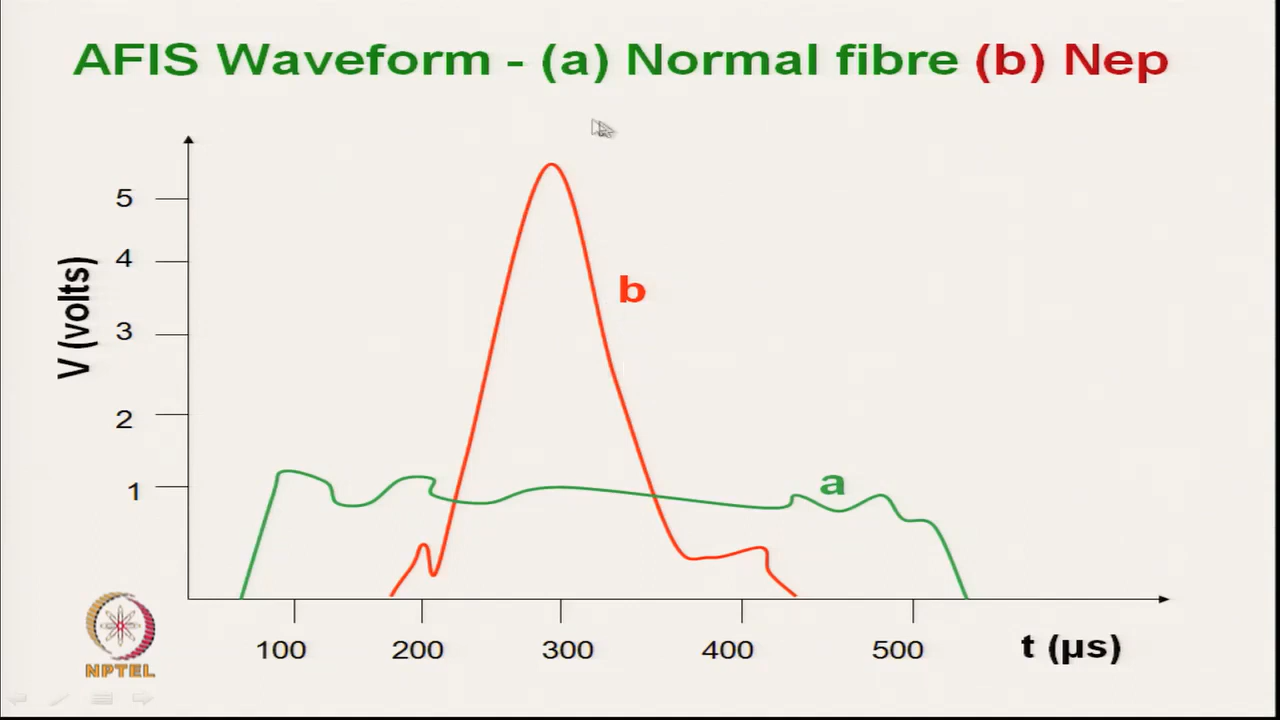 AFIS Waveform - (a) Normal fibre (b) Nep
5
4
3
2
1
V (volts)
b
a
100 200 300 400 500 t (µs)
NPTEL